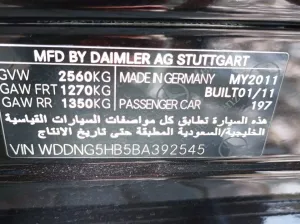 MFD BY DAIMLER AG STUTTGART
GVW 2560KG MADE IN GERMANY MY2011
GAW FRT 1270KG BUILT01/11
GAW RR 1350KG PASSENGER CAR 197
هذه السيارة تطابق كل مواصفات السيارات القياسية
الخليجية/السعودية المطبقة في تاريخ الانتاج
VIN WDDNG5HB5BA392545